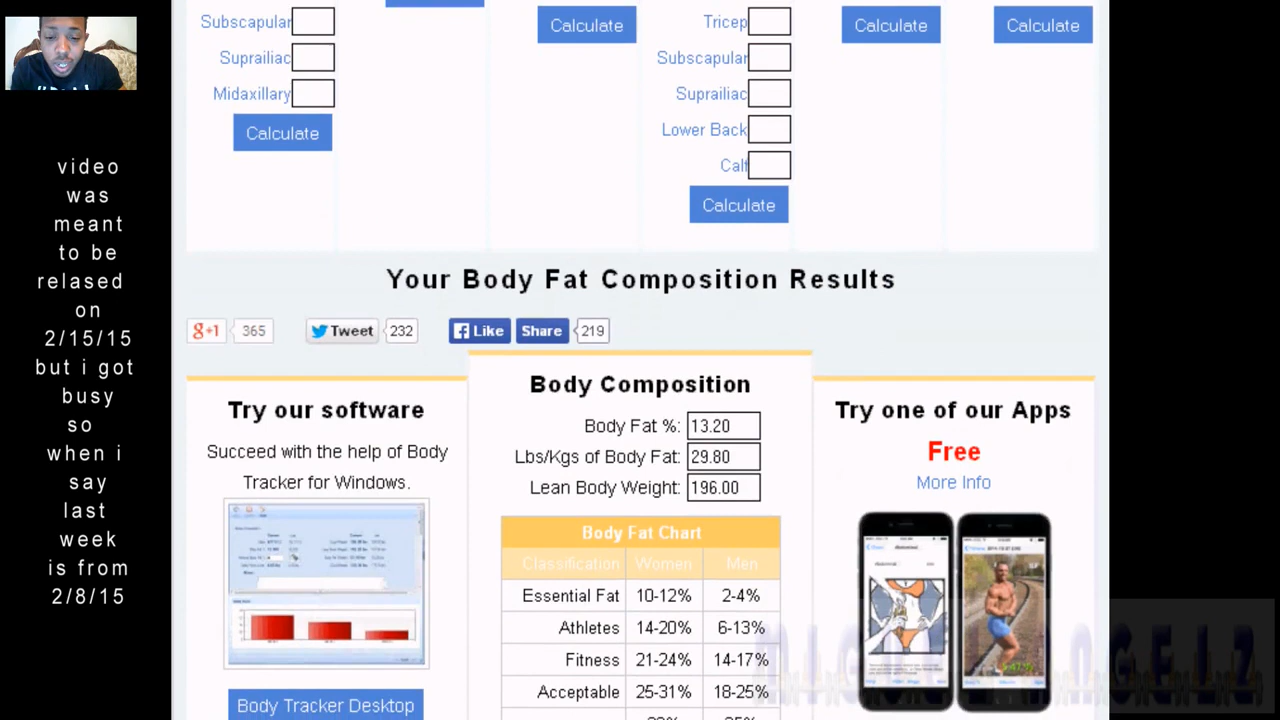 Subscapular
Suprailiac
Midaxillary
Calculate
Calculate
Tricep
Subscapular
Suprailiac
Lower Back
Calf
Calculate
Calculate
Calculate
video
was
meant
to be
relased
on
2/15/15
but i got
busy
so
when i
say
last
week
is from
2/8/15
Your Body Fat Composition Results
g+1 365 Tweet 232 Like Share 219
Try our software
Succeed with the help of Body
Tracker for Windows.
Body Tracker Desktop
Body Composition
Body Fat %: 13.20
Lbs/Kgs of Body Fat: 29.80
Lean Body Weight: 196.00
Body Fat Chart
Classification Women Men
Essential Fat 10-12% 2-4%
Athletes 14-20% 6-13%
Fitness 21-24% 14-17%
Acceptable 25-31% 18-25%
Try one of our Apps
Free
More Info